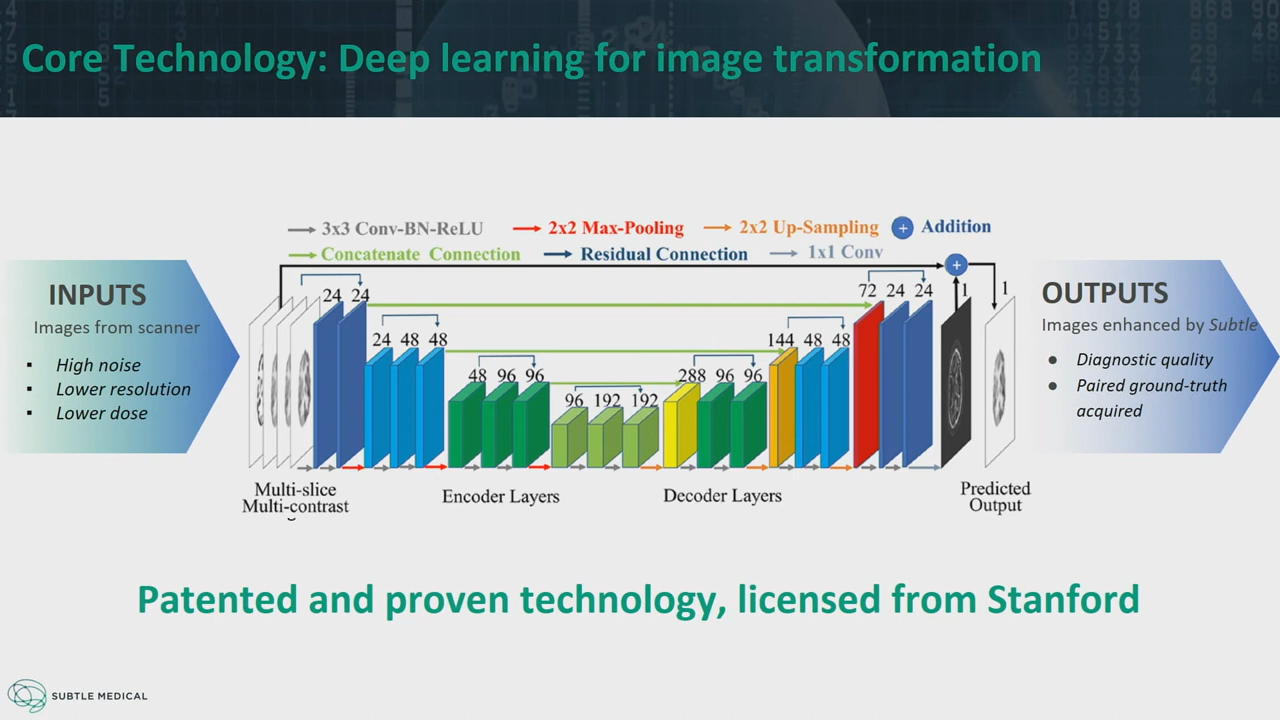 Core Technology: Deep learning for image transformation
3x3 Conv-BN-ReLU 2x2 Max-Pooling 2x2 Up-Sampling + Addition
Concatenate Connection Residual Connection 1x1 Conv
INPUTS
Images from scanner
▪ High noise
▪ Lower resolution
▪ Lower dose
24 24
24 48 48
48 96 96
96 192 192
288 96 96
144 48 48
72 24 24
1
+
1
Multi-slice
Multi-contrast
Encoder Layers
Decoder Layers
Predicted
Output
OUTPUTS
Images enhanced by Subtle
● Diagnostic quality
● Paired ground-truth
acquired
Patented and proven technology, licensed from Stanford
SUBTLE MEDICAL